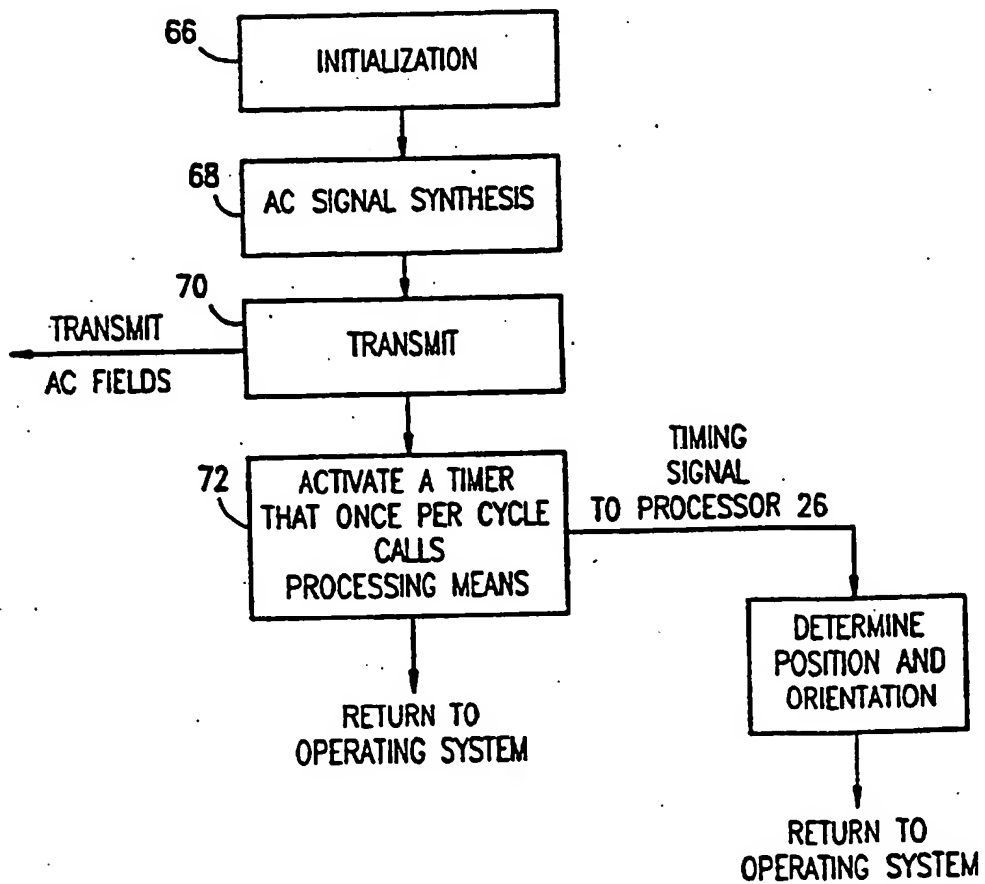 66
INITIALIZATION
68
AC SIGNAL SYNTHESIS
70
TRANSMIT
AC FIELDS
TRANSMIT
72
ACTIVATE A TIMER
THAT ONCE PER CYCLE
CALLS
PROCESSING MEANS
TIMING
SIGNAL
TO PROCESSOR 26
DETERMINE
POSITION AND
ORIENTATION
RETURN TO
OPERATING SYSTEM
RETURN TO
OPERATING SYSTEM